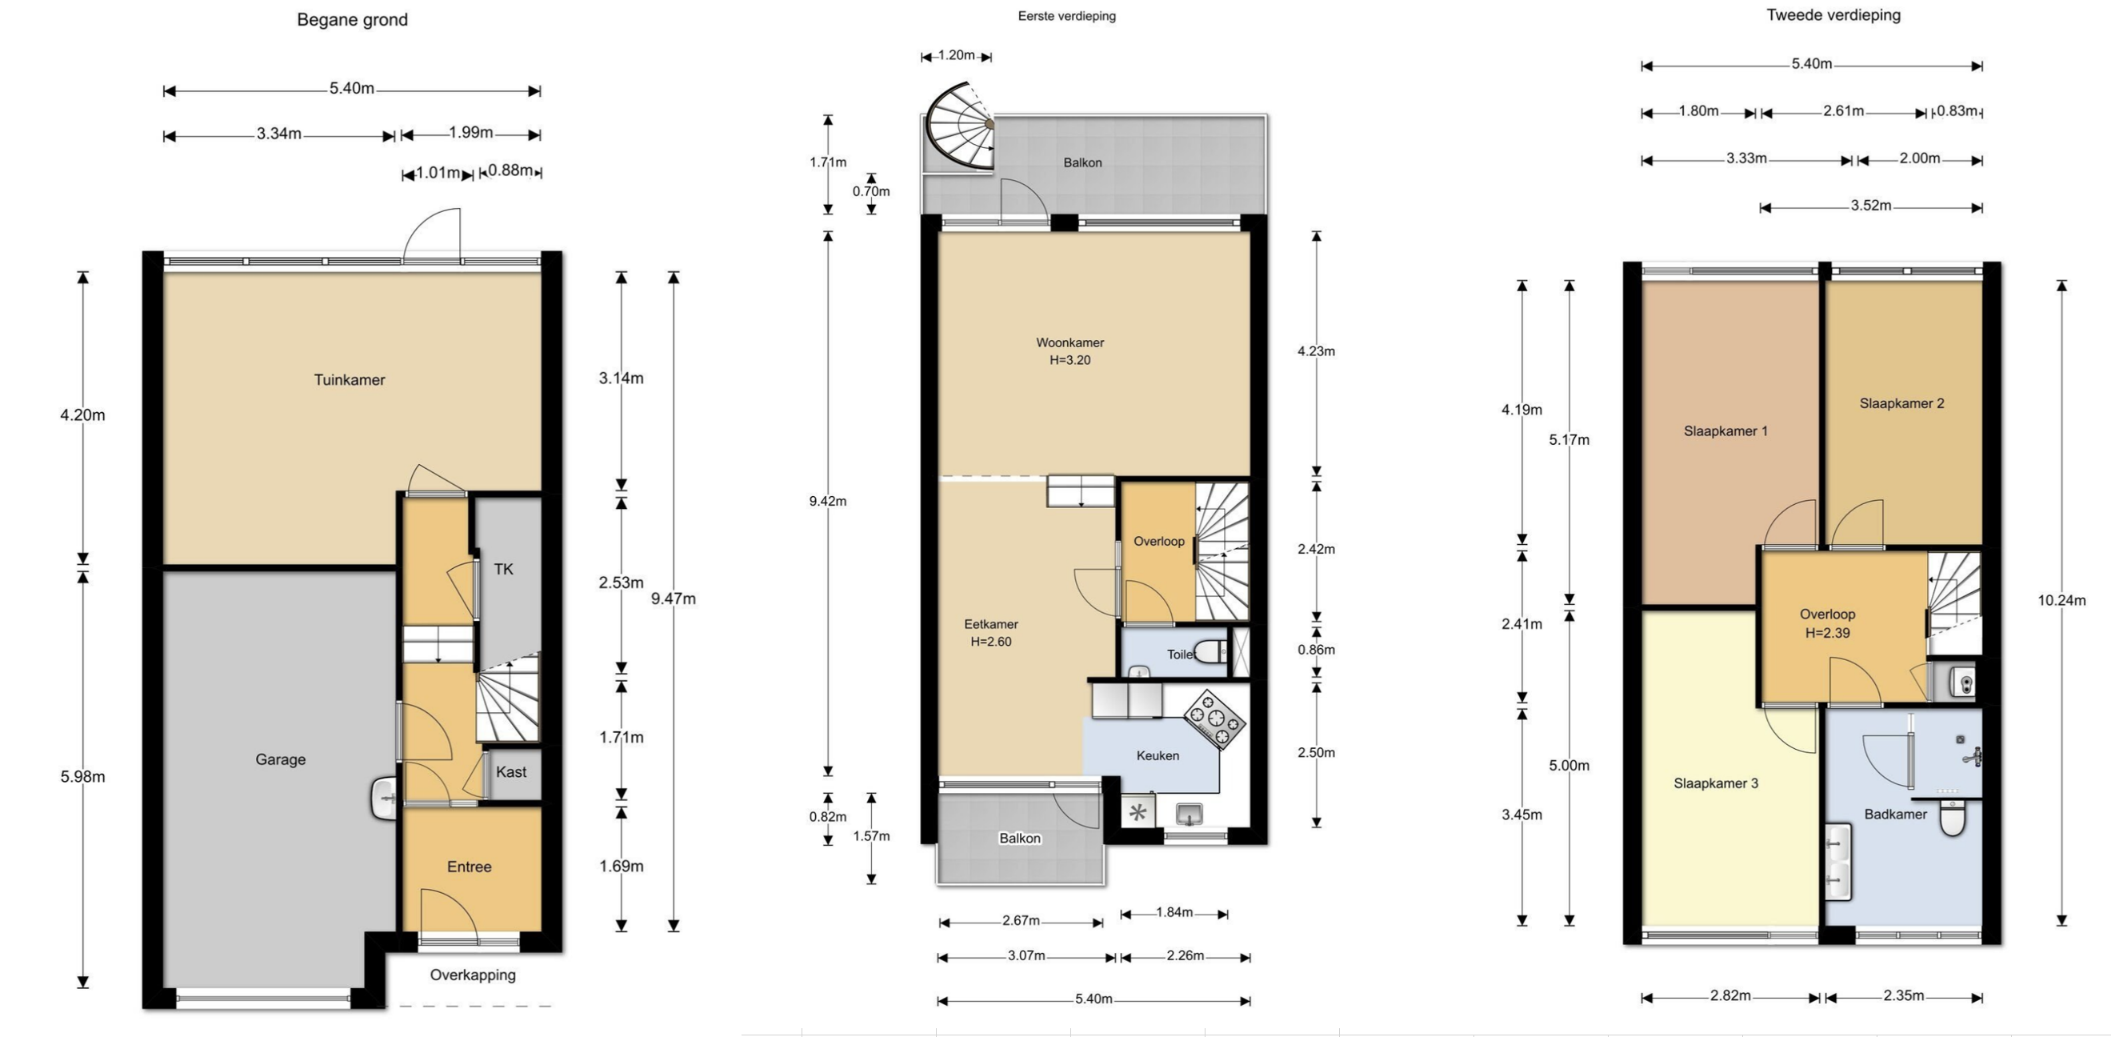 Begane grond
5.40m
3.34m
1.99m
1.01m
0.88m
4.20m
5.98m
3.14m
2.53m
1.71m
1.69m
9.47m
Tuinkamer
TK
Garage
Kast
Entree
Overkapping
Eerste verdieping
1.20m
1.71m
0.70m
Balkon
Woonkamer
H=3.20
4.23m
9.42m
Overloop
2.42m
Eetkamer
H=2.60
Toilet
0.86m
Keuken
2.50m
0.82m
1.57m
Balkon
2.67m
1.84m
3.07m
2.26m
5.40m
Tweede verdieping
5.40m
1.80m
2.61m
0.83m
3.33m
2.00m
3.52m
4.19m
5.17m
2.41m
5.00m
3.45m
10.24m
Slaapkamer 1
Slaapkamer 2
Overloop
H=2.39
Slaapkamer 3
Badkamer
2.82m
2.35m